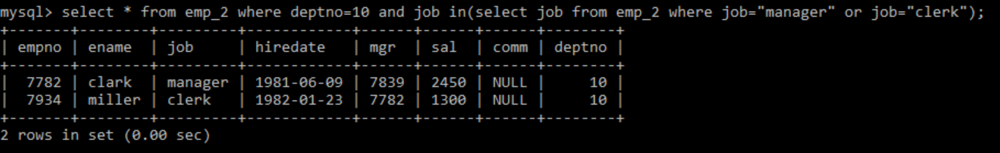 mysql> select * from emp_2 where deptno=10 and job in(select job from emp_2 where job="manager" or job="clerk");
+-------+--------+---------+------------+------+------+------+--------+
| empno | ename  | job     | hiredate   | mgr  | sal  | comm | deptno |
+-------+--------+---------+------------+------+------+------+--------+
|  7782 | clark  | manager | 1981-06-09 | 7839 | 2450 | NULL |     10 |
|  7934 | miller | clerk   | 1982-01-23 | 7782 | 1300 | NULL |     10 |
+-------+--------+---------+------------+------+------+------+--------+
2 rows in set (0.00 sec)